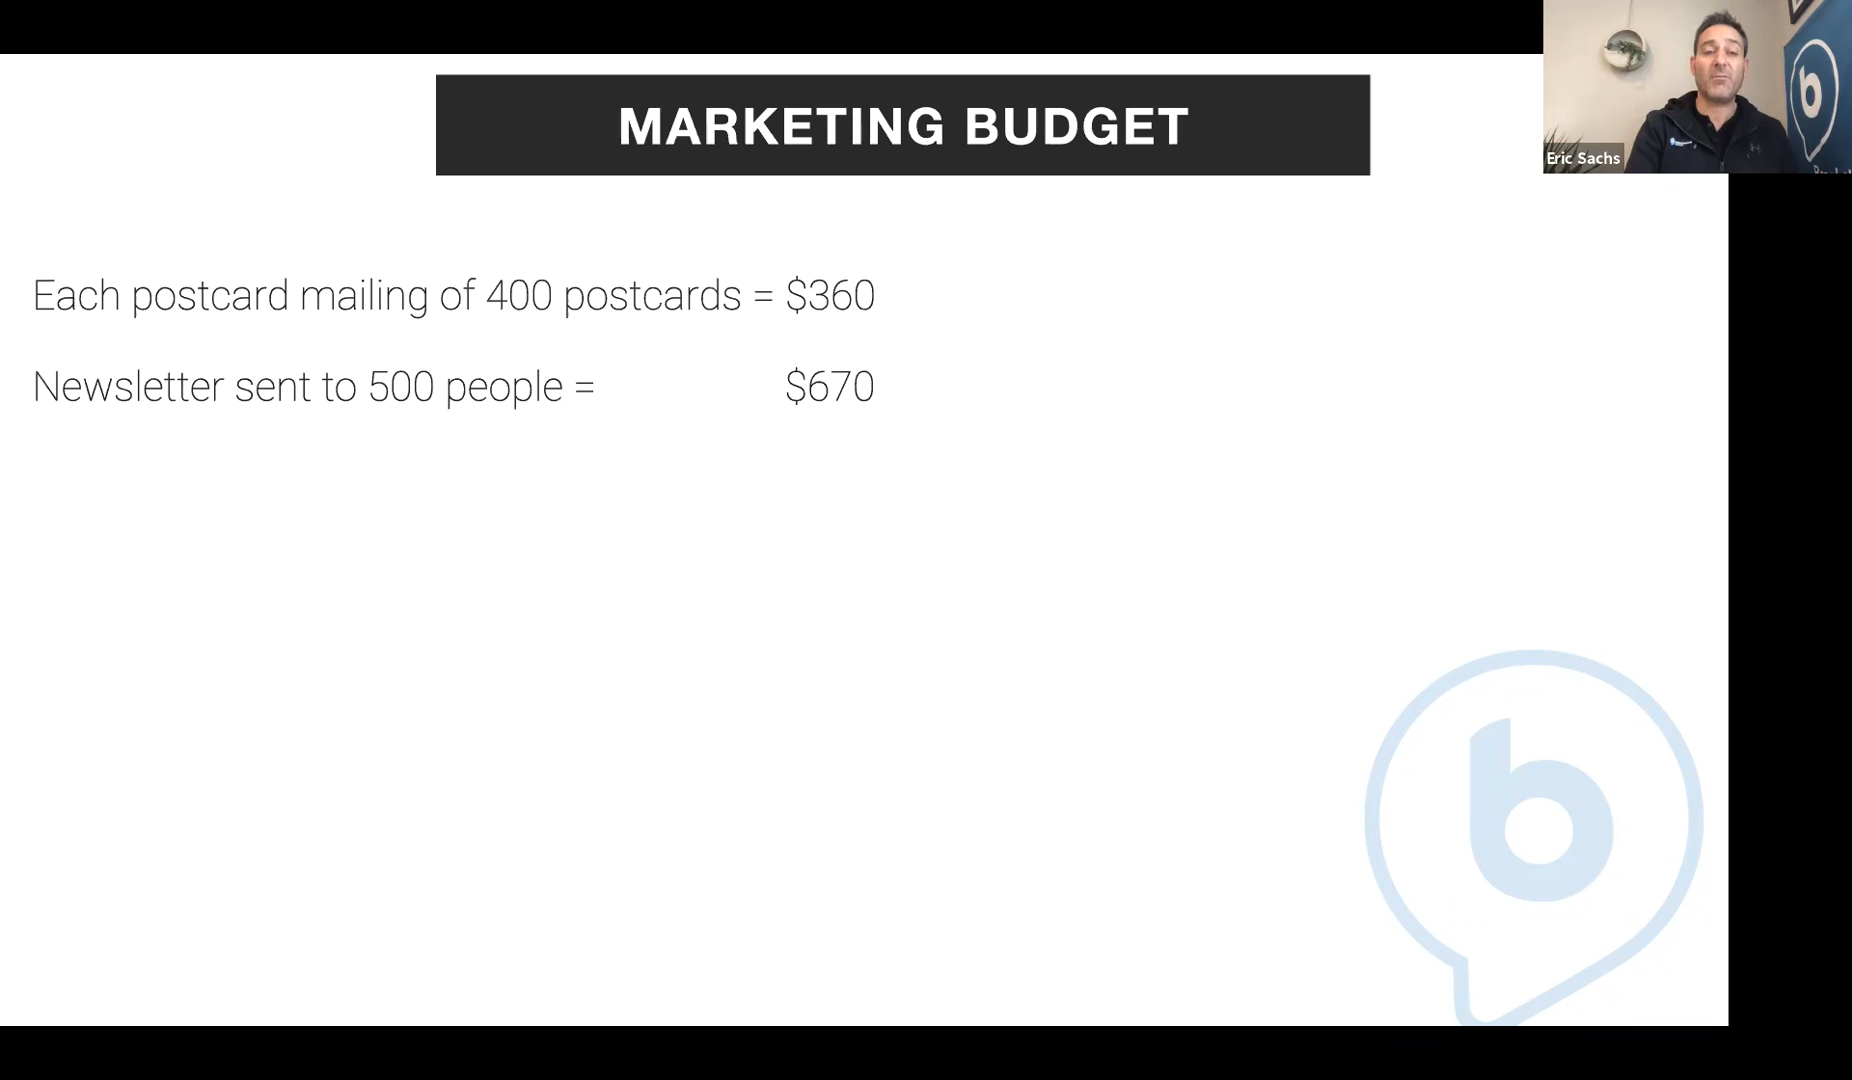 MARKETING BUDGET
Eric Sachs
Each postcard mailing of 400 postcards = $360
Newsletter sent to 500 people = $670
b
b